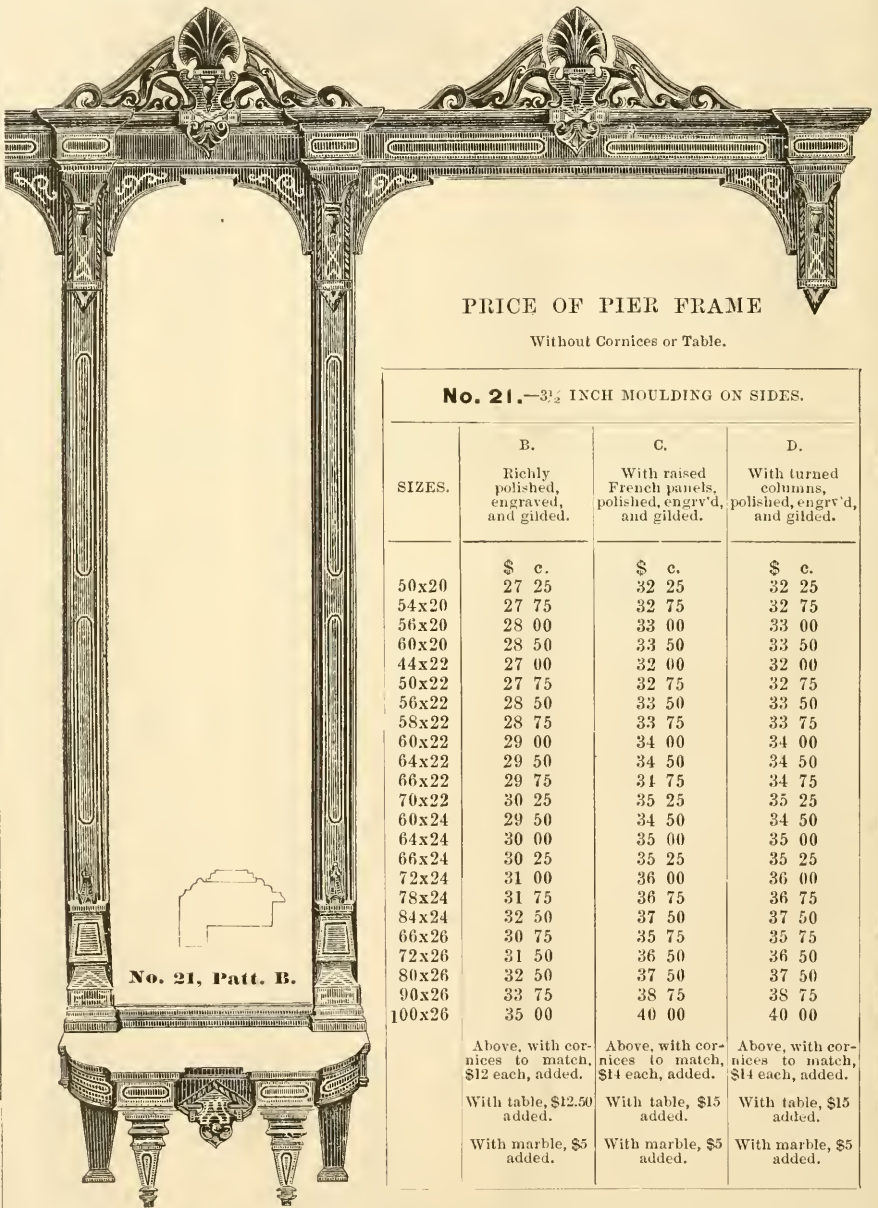 PRICE OF PIER FRAME
Without Cornices or Table.
No. 21.—3½ INCH MOULDING ON SIDES.
SIZES.
B.
Richly
polished,
engraved,
and gilded.
C.
With raised
French panels,
polished, engrv'd,
and gilded.
D.
With turned
columns,
polished, engrv'd,
and gilded.
$ c. $ c. $ c.
50x20 27 25 32 25 32 25
54x20 27 75 32 75 32 75
56x20 28 00 33 00 33 00
60x20 28 50 33 50 33 50
44x22 27 00 32 00 32 00
50x22 27 75 32 75 32 75
56x22 28 50 33 50 33 50
58x22 28 75 33 75 33 75
60x22 29 00 34 00 34 00
64x22 29 50 34 50 34 50
66x22 29 75 34 75 34 75
70x22 30 25 35 25 35 25
60x24 29 50 34 50 34 50
64x24 30 00 35 00 35 00
66x24 30 25 35 25 35 25
72x24 31 00 36 00 36 00
78x24 31 75 36 75 36 75
84x24 32 50 37 50 37 50
66x26 30 75 35 75 35 75
72x26 31 50 36 50 36 50
80x26 32 50 37 50 37 50
90x26 33 75 38 75 38 75
100x26 35 00 40 00 40 00
Above, with cor-
nices to match,
$12 each, added.
With table, $12.50
added.
With marble, $5
added.
Above, with cor-
nices to match,
$14 each, added.
With table, $15
added.
With marble, $5
added.
Above, with cor-
nices to match,
$14 each, added.
With table, $15
added.
With marble, $5
added.
No. 21, Patt. B.